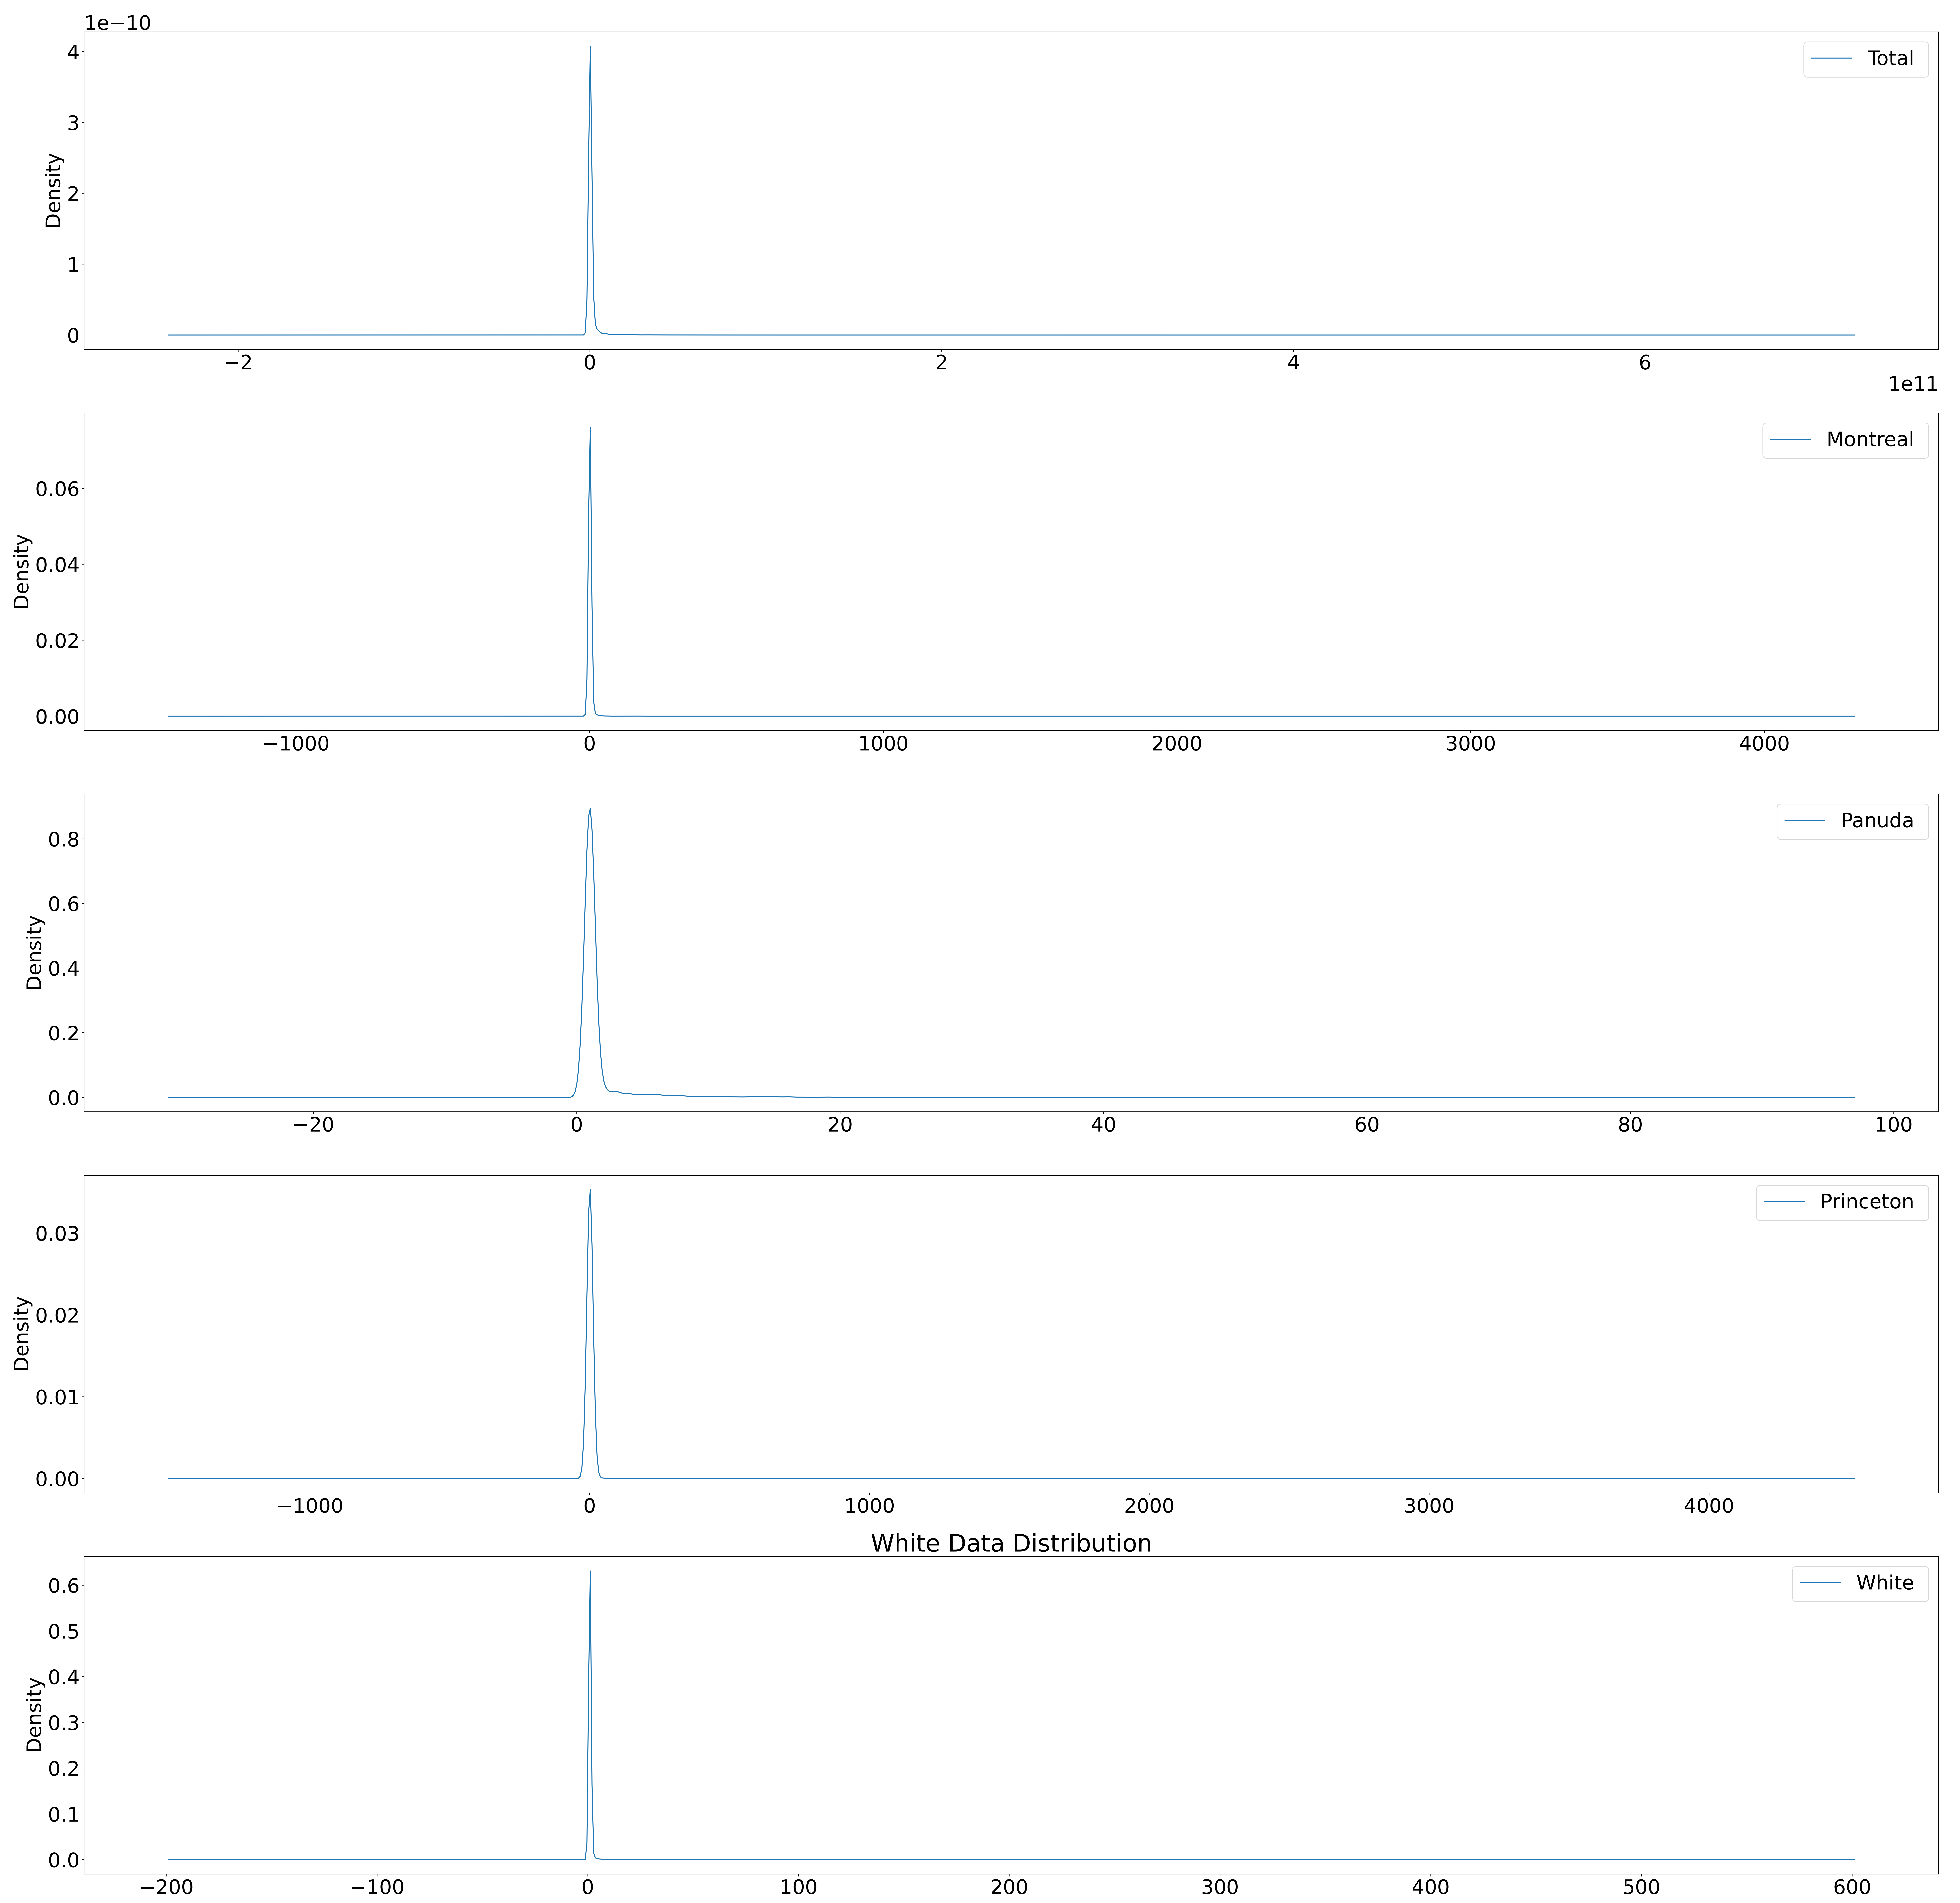 1e−10
Total
4
3
2
1
0
Density
−2 0 2 4 6
1e11
Montreal
0.06
0.04
0.02
0.00
Density
−1000 0 1000 2000 3000 4000
Panuda
0.8
0.6
0.4
0.2
0.0
Density
−20 0 20 40 60 80 100
Princeton
0.03
0.02
0.01
0.00
Density
−1000 0 1000 2000 3000 4000
White Data Distribution
White
0.6
0.5
0.4
0.3
0.2
0.1
0.0
Density
−200 −100 0 100 200 300 400 500 600